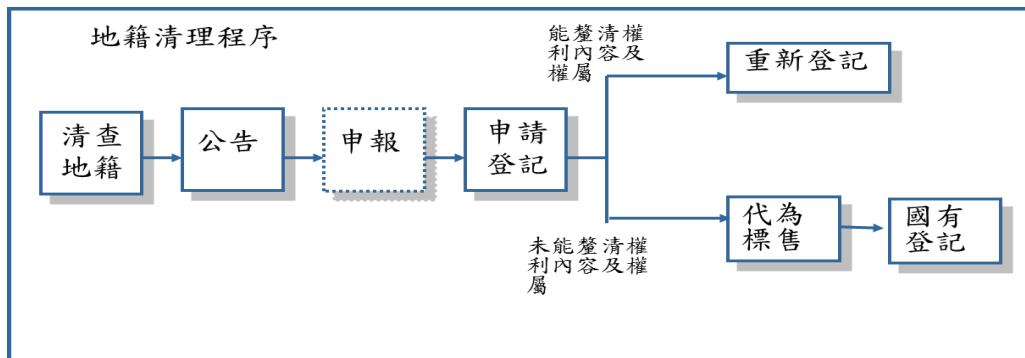 地籍清理程序
能釐清權
利內容及
權屬
重新登記
清查
地籍
公告
申報
申請
登記
未能釐清權
利內容及權
屬
代為
標售
國有
登記